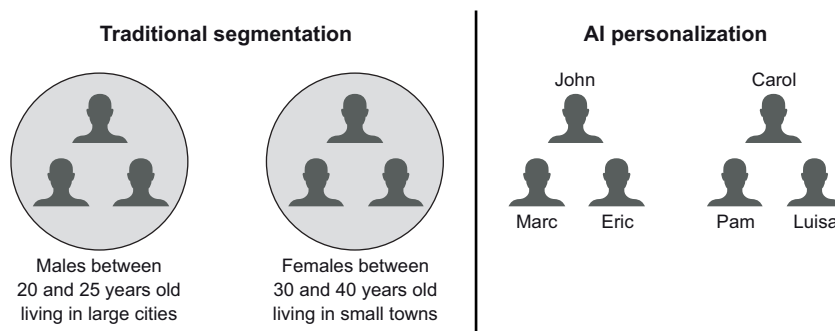 Traditional segmentation
Males between
20 and 25 years old
living in large cities
Females between
30 and 40 years old
living in small towns
AI personalization
John
Carol
Marc
Eric
Pam
Luisa